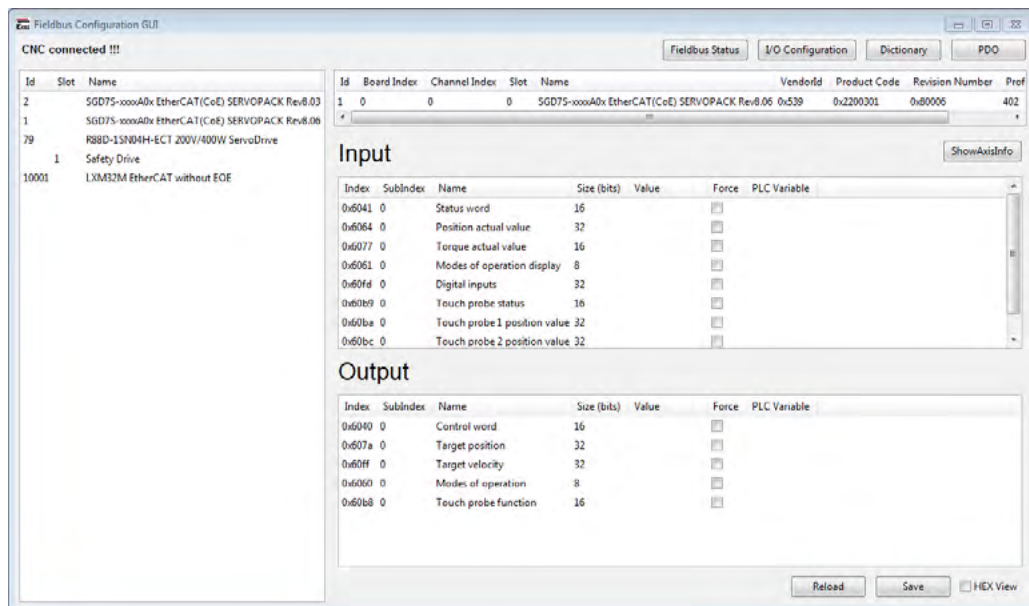 Fieldbus Configuration GUI
CNC connected !!!
Fieldbus Status I/O Configuration Dictionary PDO
Id Slot Name
2 SGD7S-xxxxA0x EtherCAT(CoE) SERVOPACK Rev8.03
1 SGD7S-xxxxA0x EtherCAT(CoE) SERVOPACK Rev8.06
79 R88D-1SN04H-ECT 200V/400W ServoDrive
1 Safety Drive
10001 LXM32M EtherCAT without EOE
Id Board Index Channel Index Slot Name VendorId Product Code Revision Number Prof
1 0 0 0 SGD7S-xxxxA0x EtherCAT(CoE) SERVOPACK Rev8.06 0x539 0x2200301 0x80006 402
Input
ShowAxisInfo
Index SubIndex Name Size (bits) Value Force PLC Variable
0x6041 0 Status word 16
0x6064 0 Position actual value 32
0x6077 0 Torque actual value 16
0x6061 0 Modes of operation display 8
0x60fd 0 Digital inputs 32
0x60b9 0 Touch probe status 16
0x60ba 0 Touch probe 1 position value 32
0x60bc 0 Touch probe 2 position value 32
Output
Index SubIndex Name Size (bits) Value Force PLC Variable
0x6040 0 Control word 16
0x607a 0 Target position 32
0x60ff 0 Target velocity 32
0x6060 0 Modes of operation 8
0x60b8 0 Touch probe function 16
Reload Save HEX View